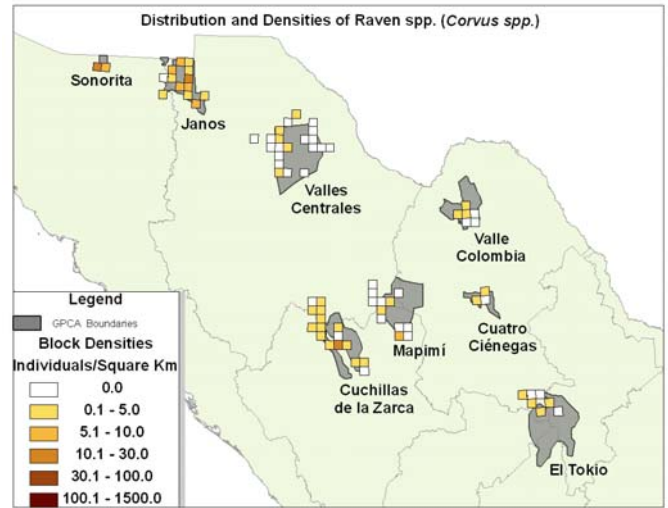 Distribution and Densities of Raven spp. (Corvus spp.)
Sonorita
Janos
Valles
Centrales
Valle
Colombia
Cuatro
Ciénegas
Mapimí
Cuchillas
de la Zarca
El Tokio
Legend
GPCA Boundaries
Block Densities
Individuals/Square Km
0.0
0.1 - 5.0
5.1 - 10.0
10.1 - 30.0
30.1 - 100.0
100.1 - 1500.0